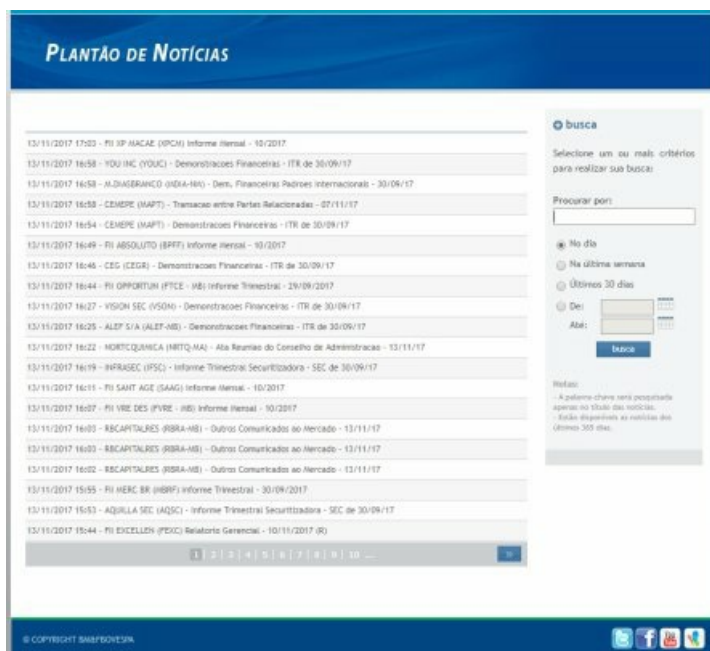 PLANTÃO DE NOTÍCIAS
13/11/2017 17:03 - FII XP MACAE (XPCM) Informe Mensal - 10/2017
13/11/2017 16:58 - YOU INC (YOUC) - Demonstracoes Financeiras - ITR de 30/09/17
13/11/2017 16:58 - M.DIASBRANCO (MDIA-NM) - Dem. Financeiras Padroes Internacionais - 30/09/17
13/11/2017 16:58 - CEMEPE (MAPT) - Transacao entre Partes Relacionadas - 07/11/17
13/11/2017 16:54 - CEMEPE (MAPT) - Demonstracoes Financeiras - ITR de 30/09/17
13/11/2017 16:49 - FII ABSOLUTO (BPFF) Informe Mensal - 10/2017
13/11/2017 16:46 - CEG (CEGR) - Demonstracoes Financeiras - ITR de 30/09/17
13/11/2017 16:44 - FII OPPORTUN (FTCE - MB) Informe Trimestral - 29/09/2017
13/11/2017 16:27 - VISION SEC (VSON) - Demonstracoes Financeiras - ITR de 30/09/17
13/11/2017 16:25 - ALEF S/A (ALEF-MB) - Demonstracoes Financeiras - ITR de 30/09/17
13/11/2017 16:22 - NORTCQUIMICA (NRTQ-MA) - Ata Reuniao do Conselho de Administracao - 13/11/17
13/11/2017 16:19 - INFRASEC (IFSC) - Informe Trimestral Securitizadora - SEC de 30/09/17
13/11/2017 16:11 - FII SANT AGE (SAAG) Informe Mensal - 10/2017
13/11/2017 16:07 - FII VRE DES (FVRE - MB) Informe Mensal - 10/2017
13/11/2017 16:03 - RBCAPITALRES (RBRA-MB) - Outros Comunicados ao Mercado - 13/11/17
13/11/2017 16:03 - RBCAPITALRES (RBRA-MB) - Outros Comunicados ao Mercado - 13/11/17
13/11/2017 16:02 - RBCAPITALRES (RBRA-MB) - Outros Comunicados ao Mercado - 13/11/17
13/11/2017 15:55 - FII MERC BR (MBRF) Informe Trimestral - 30/09/2017
13/11/2017 15:53 - AQUILLA SEC (AQSC) - Informe Trimestral Securitizadora - SEC de 30/09/17
13/11/2017 15:44 - FII EXCELLEN (FEXC) Relatorio Gerencial - 10/11/2017 (R)
1 | 2 | 3 | 4 | 5 | 6 | 7 | 8 | 9 | 10 ...
»
busca
Selecione um ou mais critérios
para realizar sua busca:
Procurar por:
No dia
Na última semana
Últimos 30 dias
De:
Até:
busca
Notas:
- A palavra chave será pesquisada
apenas no título das notícias.
- Estão disponíveis as notícias dos
últimos 365 dias.
© COPYRIGHT BM&FBOVESPA